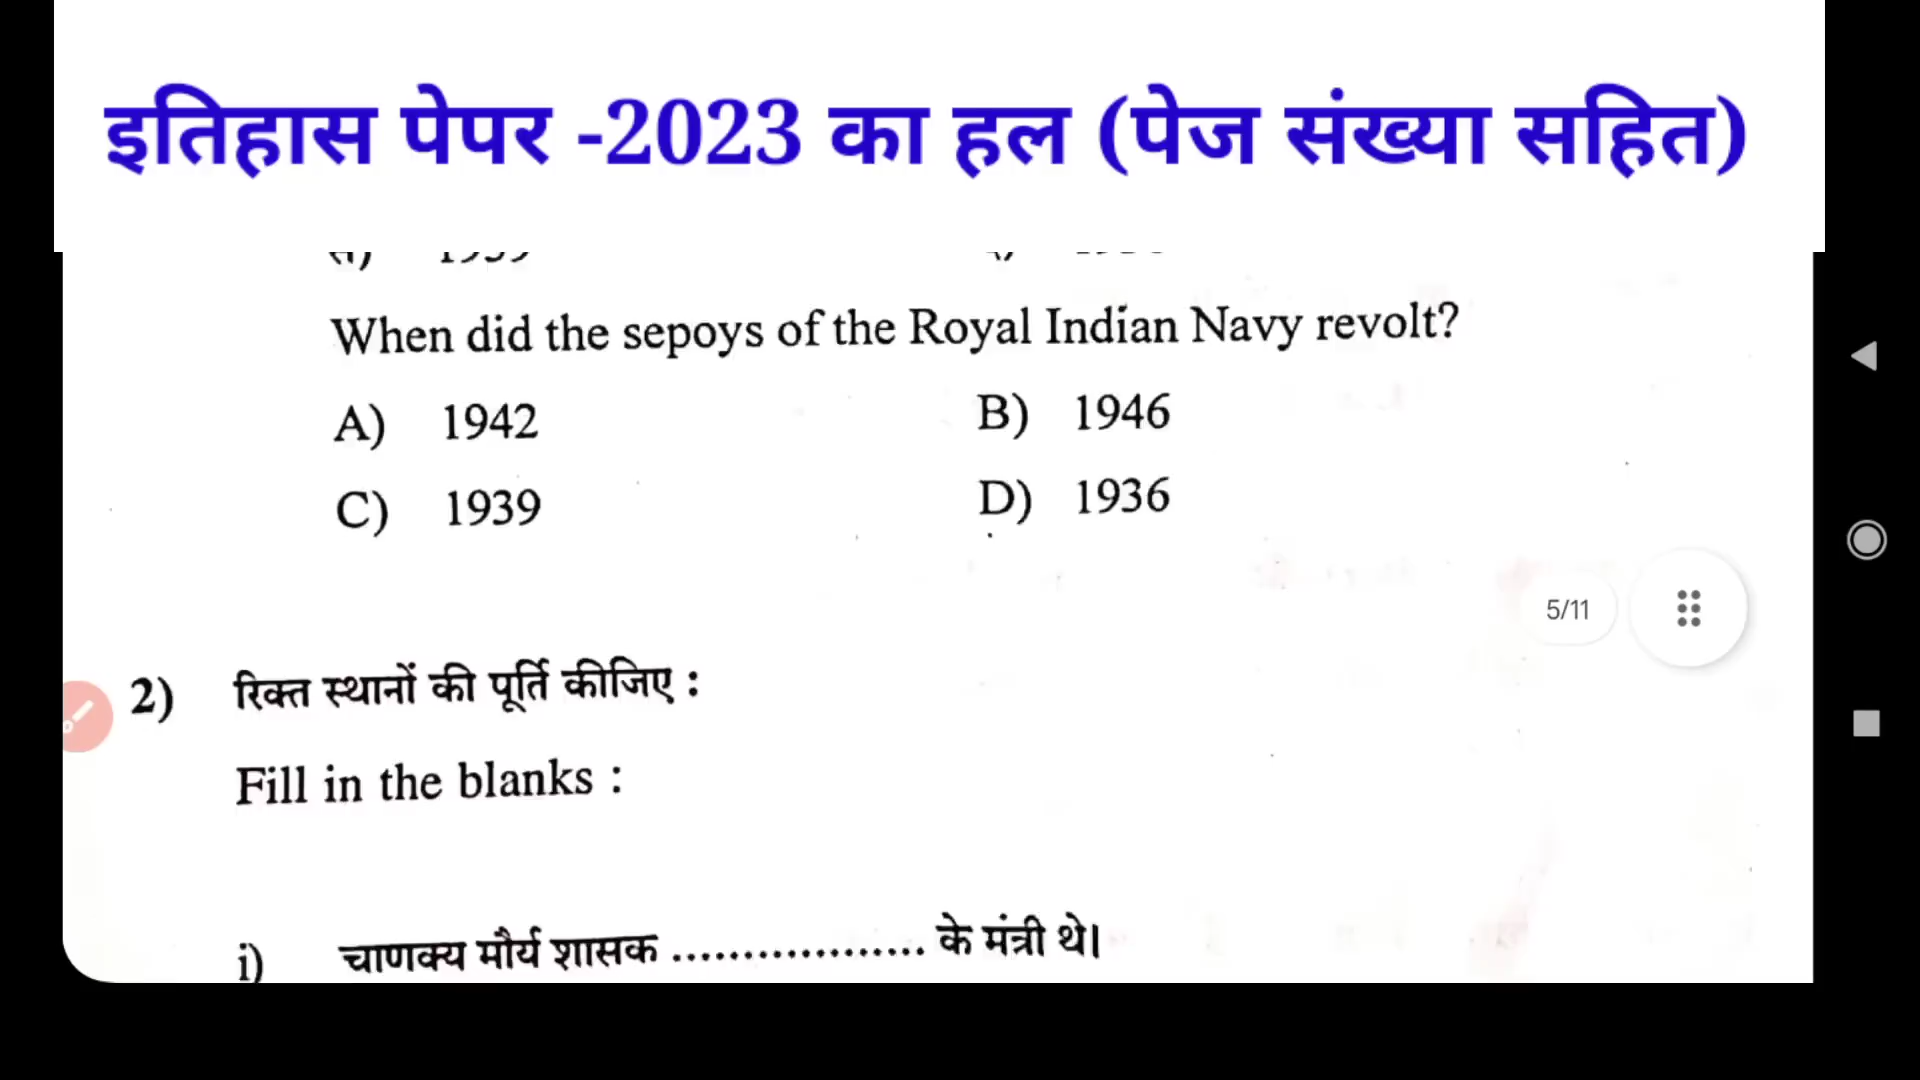 इतिहास पेपर -2023 का हल (पेज संख्या सहित)
When did the sepoys of the Royal Indian Navy revolt?
A) 1942 B) 1946
C) 1939 D) 1936
5/11
2) रिक्त स्थानों की पूर्ति कीजिए :
Fill in the blanks :
i) चाणक्य मौर्य शासक .................. के मंत्री थे।